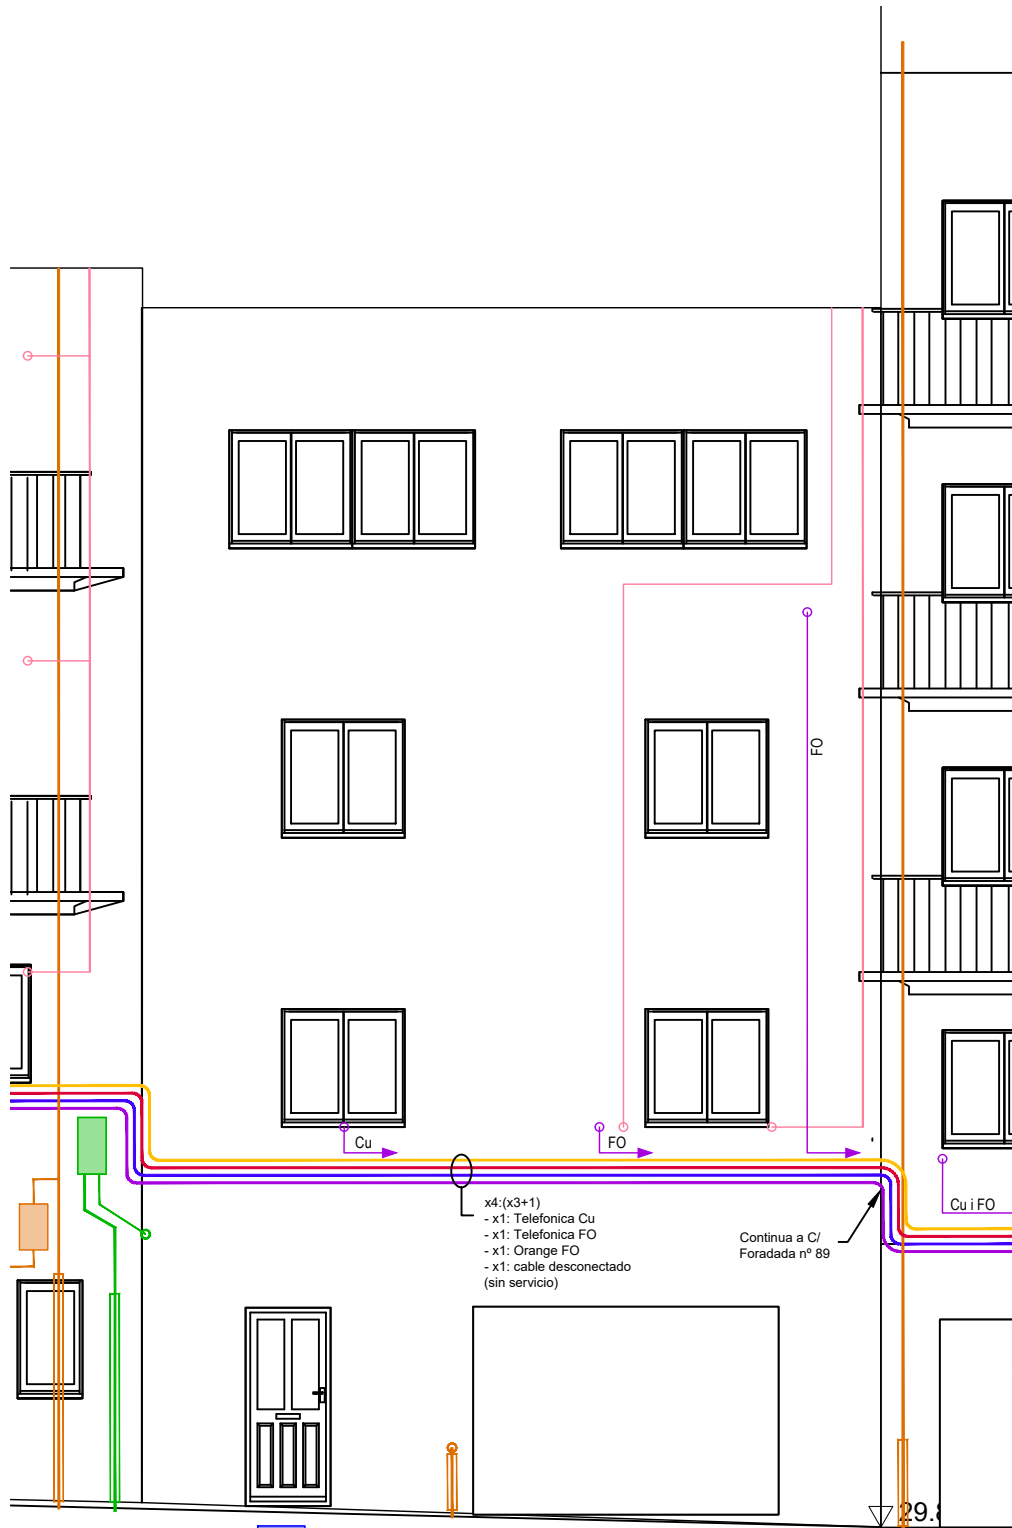 FO
Cu
FO
Cu i FO
x4:(x3+1)
- x1: Telefonica Cu
- x1: Telefonica FO
- x1: Orange FO
- x1: cable desconectado
(sin servicio)
Continua a C/
Foradada nº 89